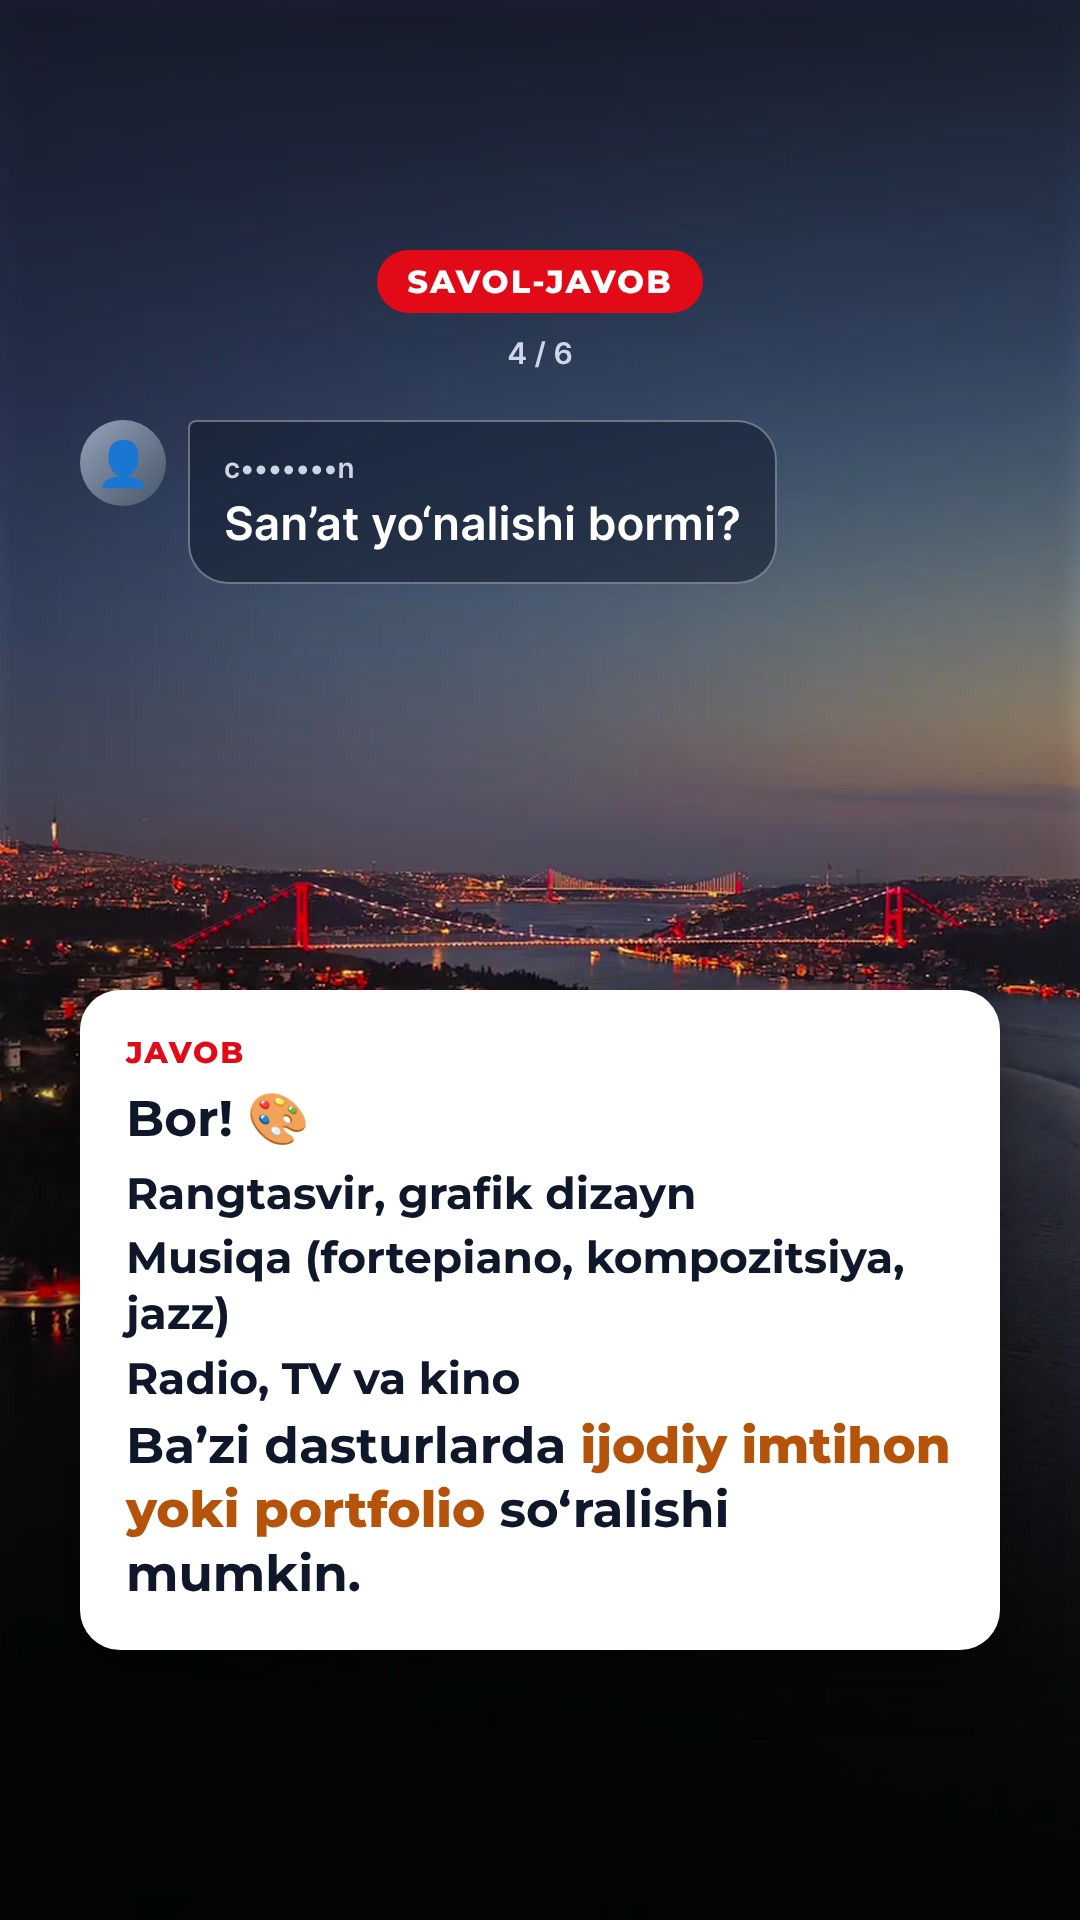 SAVOL-JAVOB
4 / 6
c•••••••n
San’at yo‘nalishi bormi?
JAVOB
Bor! 🎨
Rangtasvir, grafik dizayn
Musiqa (fortepiano, kompozitsiya,
jazz)
Radio, TV va kino
Ba’zi dasturlarda ijodiy imtihon
yoki portfolio so‘ralishi
mumkin.